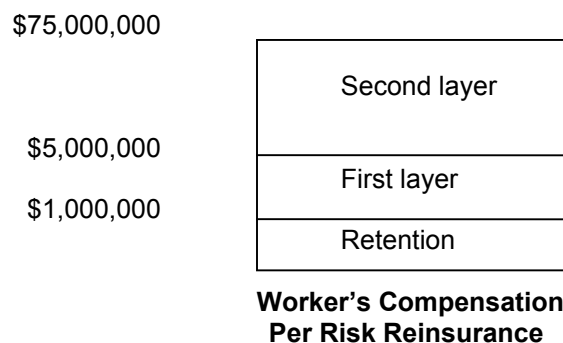 $75,000,000
Second layer
$5,000,000
First layer
$1,000,000
Retention
Worker's Compensation
Per Risk Reinsurance